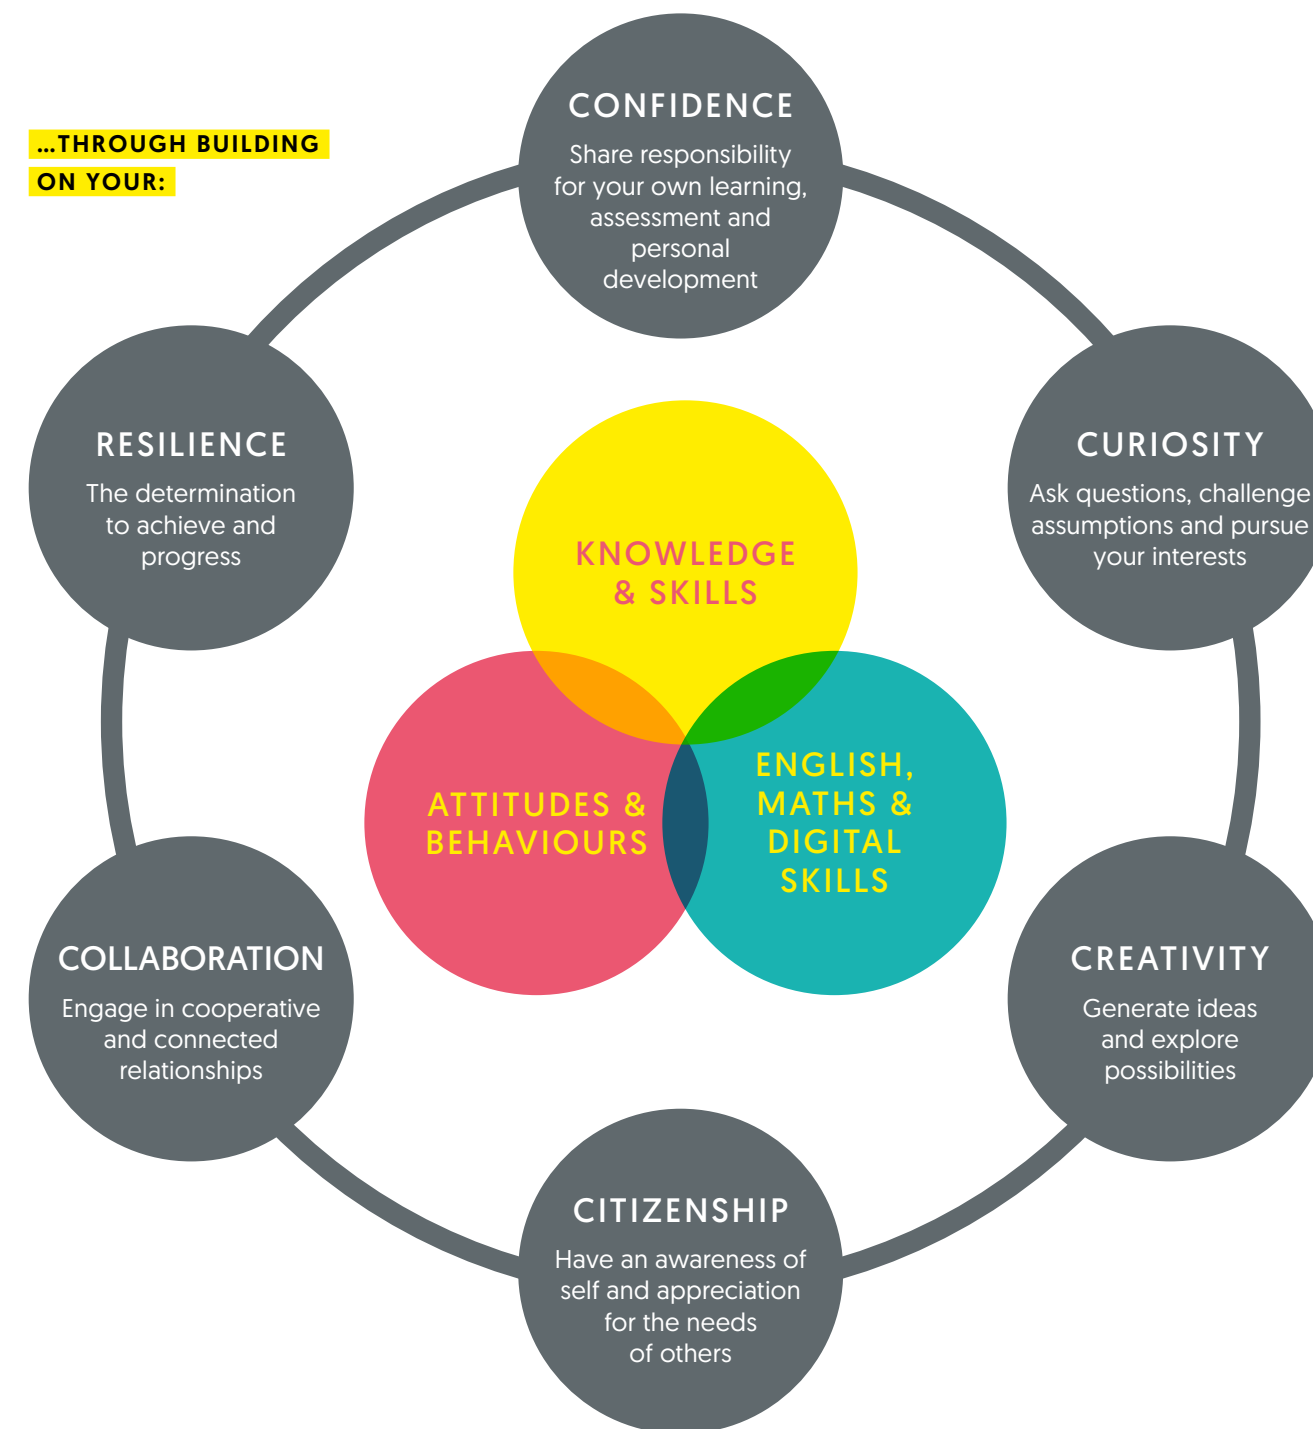 ...THROUGH BUILDING
ON YOUR:
CONFIDENCE
Share responsibility
for your own learning,
assessment and
personal
development
RESILIENCE
The determination
to achieve and
progress
CURIOSITY
Ask questions, challenge
assumptions and pursue
your interests
KNOWLEDGE
& SKILLS
ATTITUDES &
BEHAVIOURS
ENGLISH,
MATHS &
DIGITAL
SKILLS
COLLABORATION
Engage in cooperative
and connected
relationships
CREATIVITY
Generate ideas
and explore
possibilities
CITIZENSHIP
Have an awareness of
self and appreciation
for the needs
of others